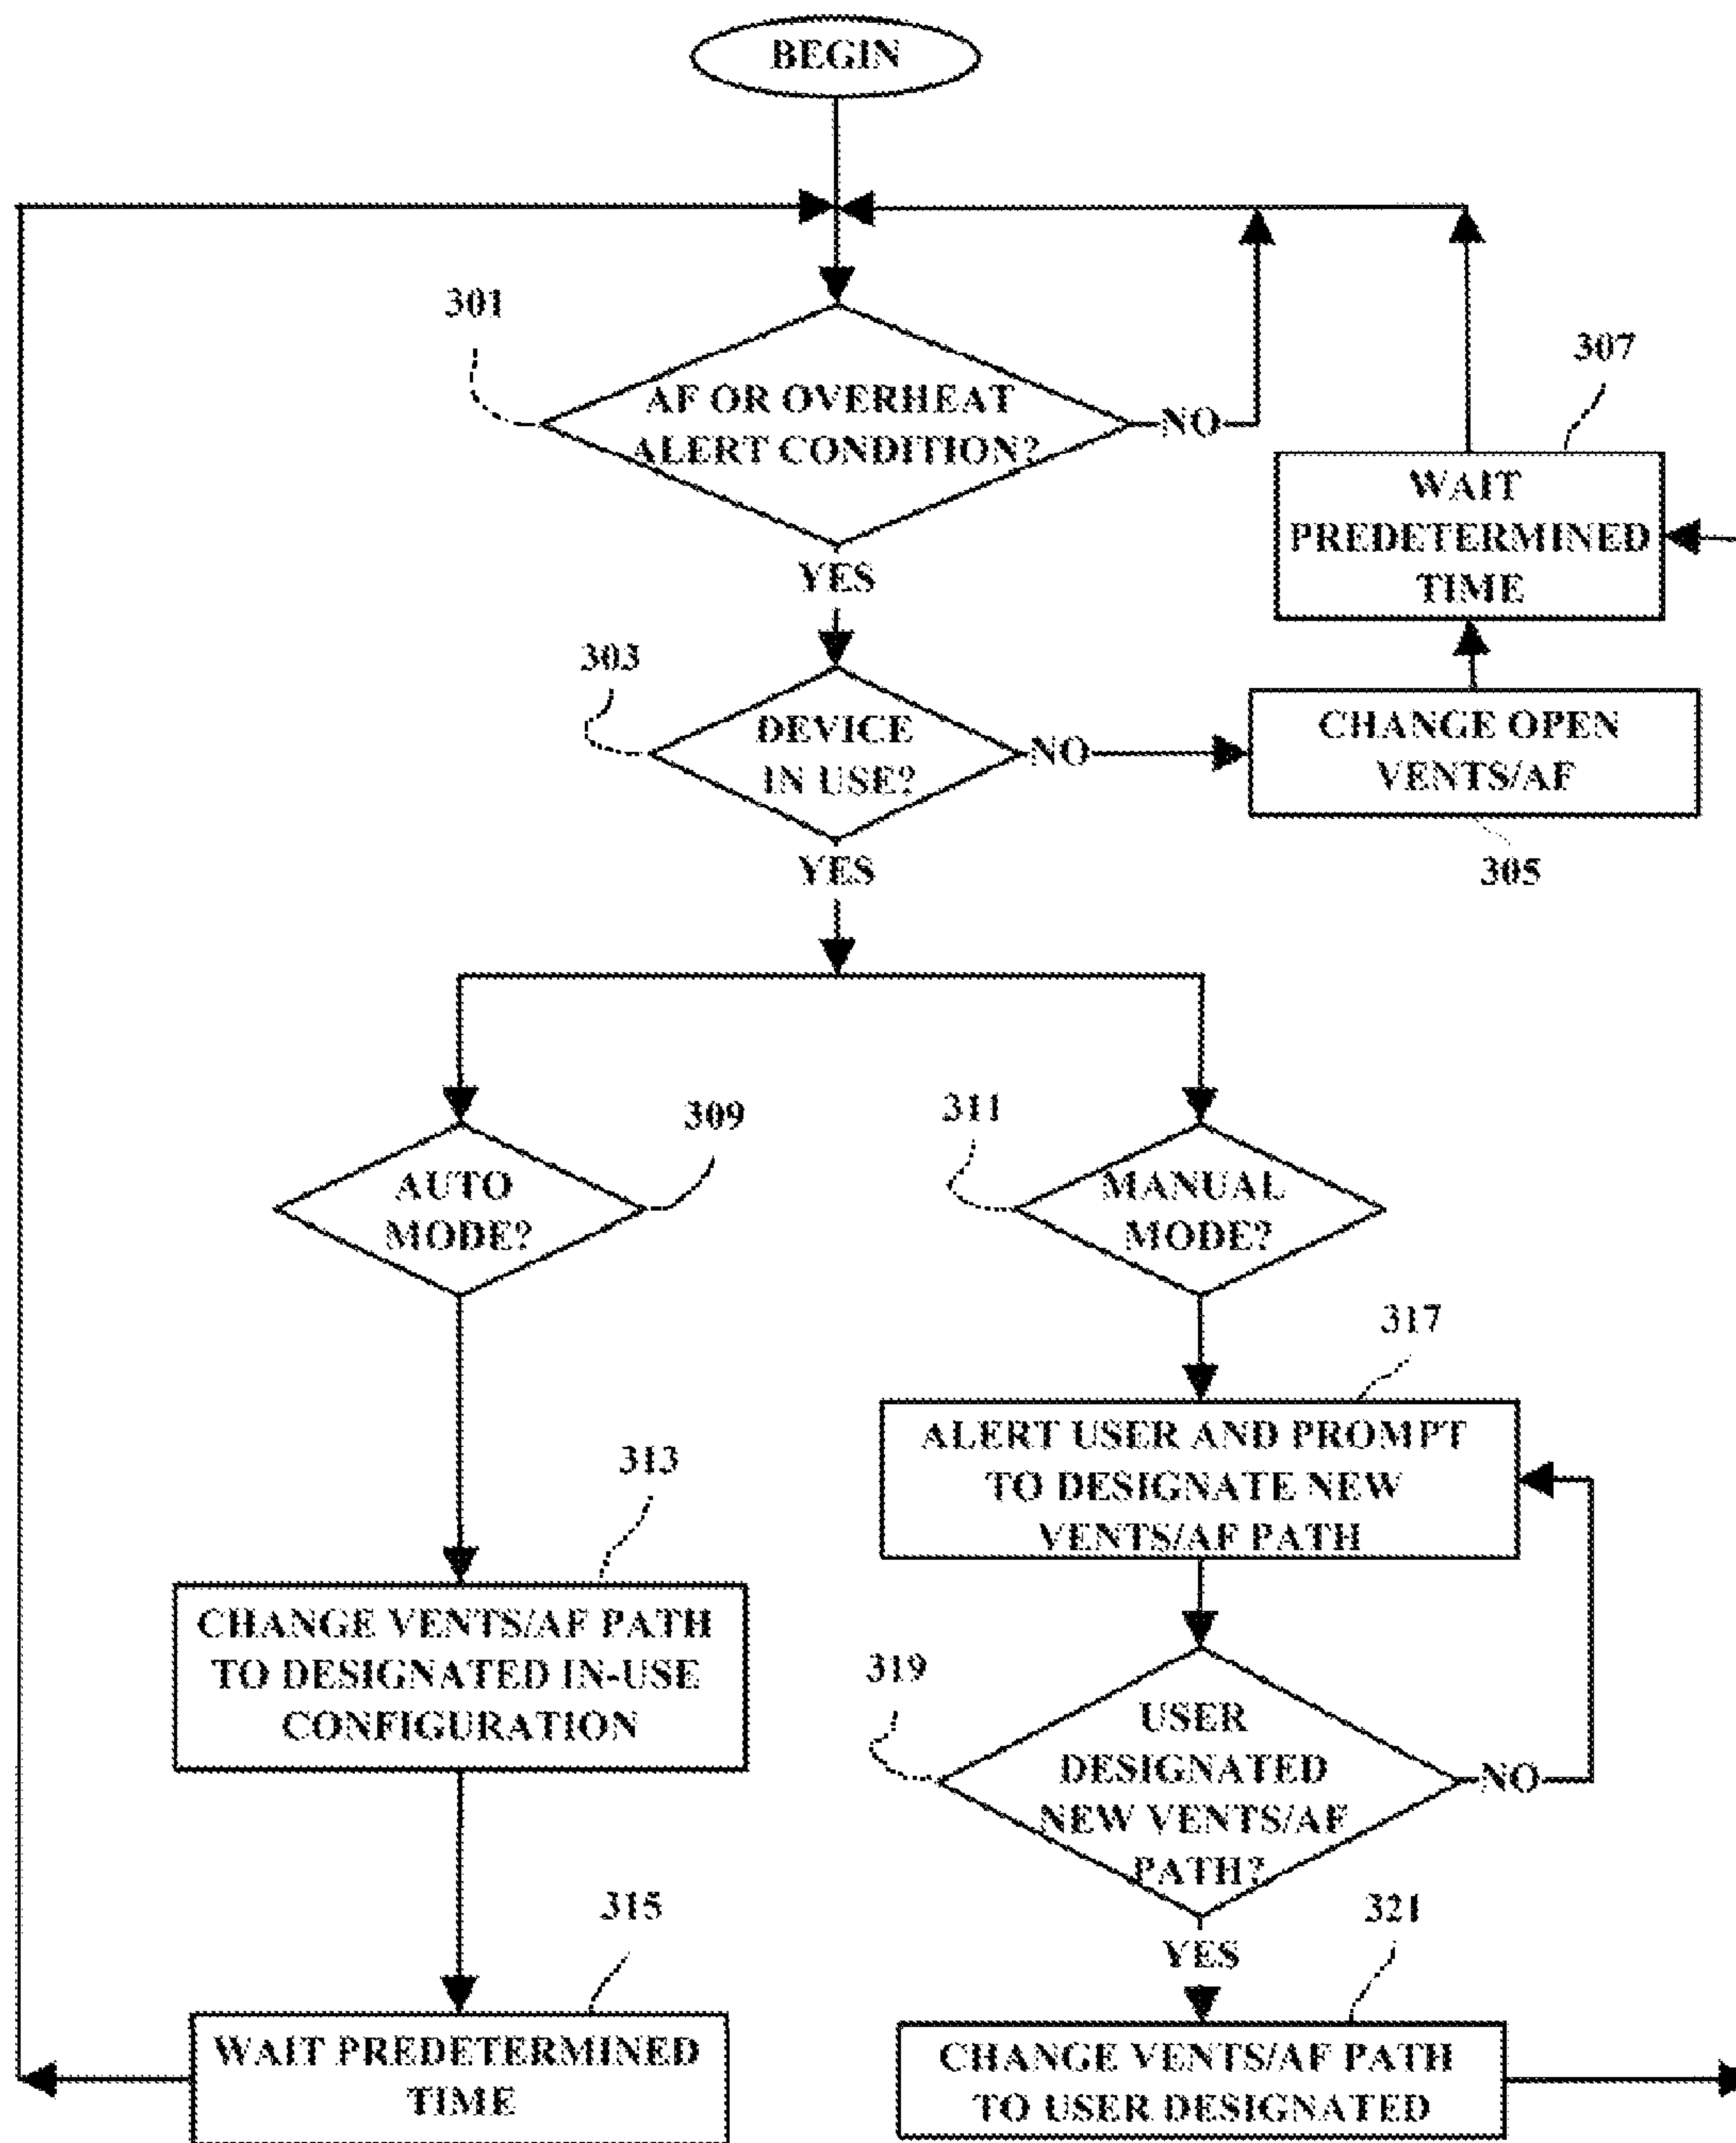 BEGIN
301
AF OR OVERHEAT
ALERT CONDITION?
NO
307
WAIT
PREDETERMINED
TIME
YES
303
DEVICE
IN USE?
NO
CHANGE OPEN
VENTS/AF
305
YES
309
AUTO
MODE?
311
MANUAL
MODE?
317
ALERT USER AND PROMPT
TO DESIGNATE NEW
VENTS/AF PATH
313
CHANGE VENTS/AF PATH
TO DESIGNATED IN-USE
CONFIGURATION
319
USER
DESIGNATED
NEW VENTS/AF
PATH?
NO
YES
315
WAIT PREDETERMINED
TIME
321
CHANGE VENTS/AF PATH
TO USER DESIGNATED